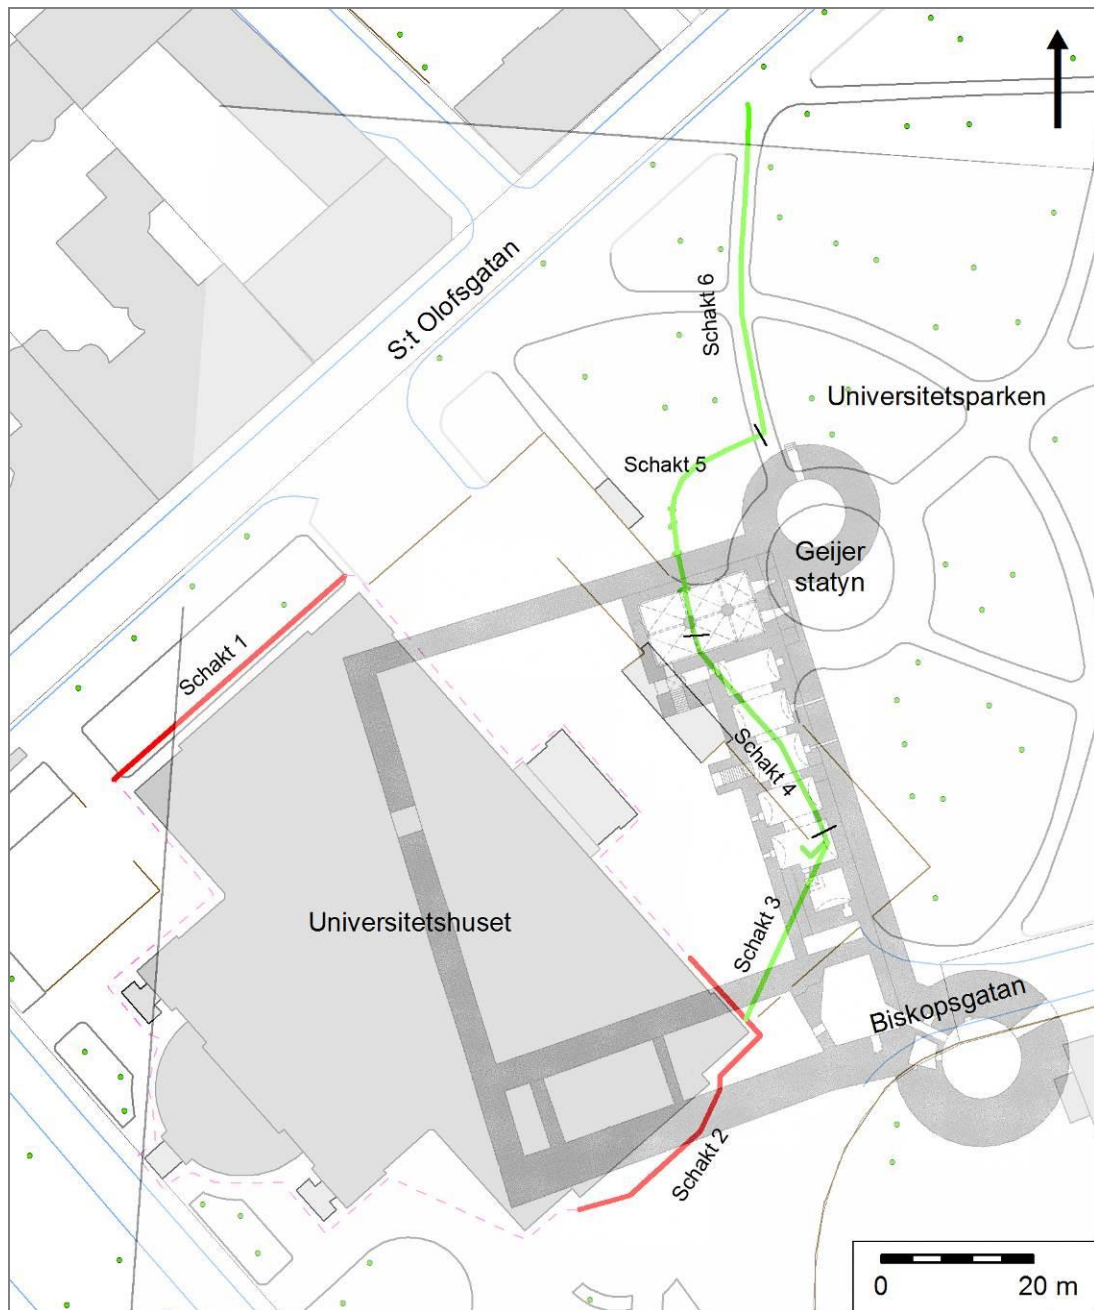 S:t Olofsgatan
Schakt 6
Universitetsparken
Schakt 5
Geijer
statyn
Schakt 1
Schakt 4
Universitetshuset
Schakt 3
Biskopsgatan
Schakt 2
0 20 m